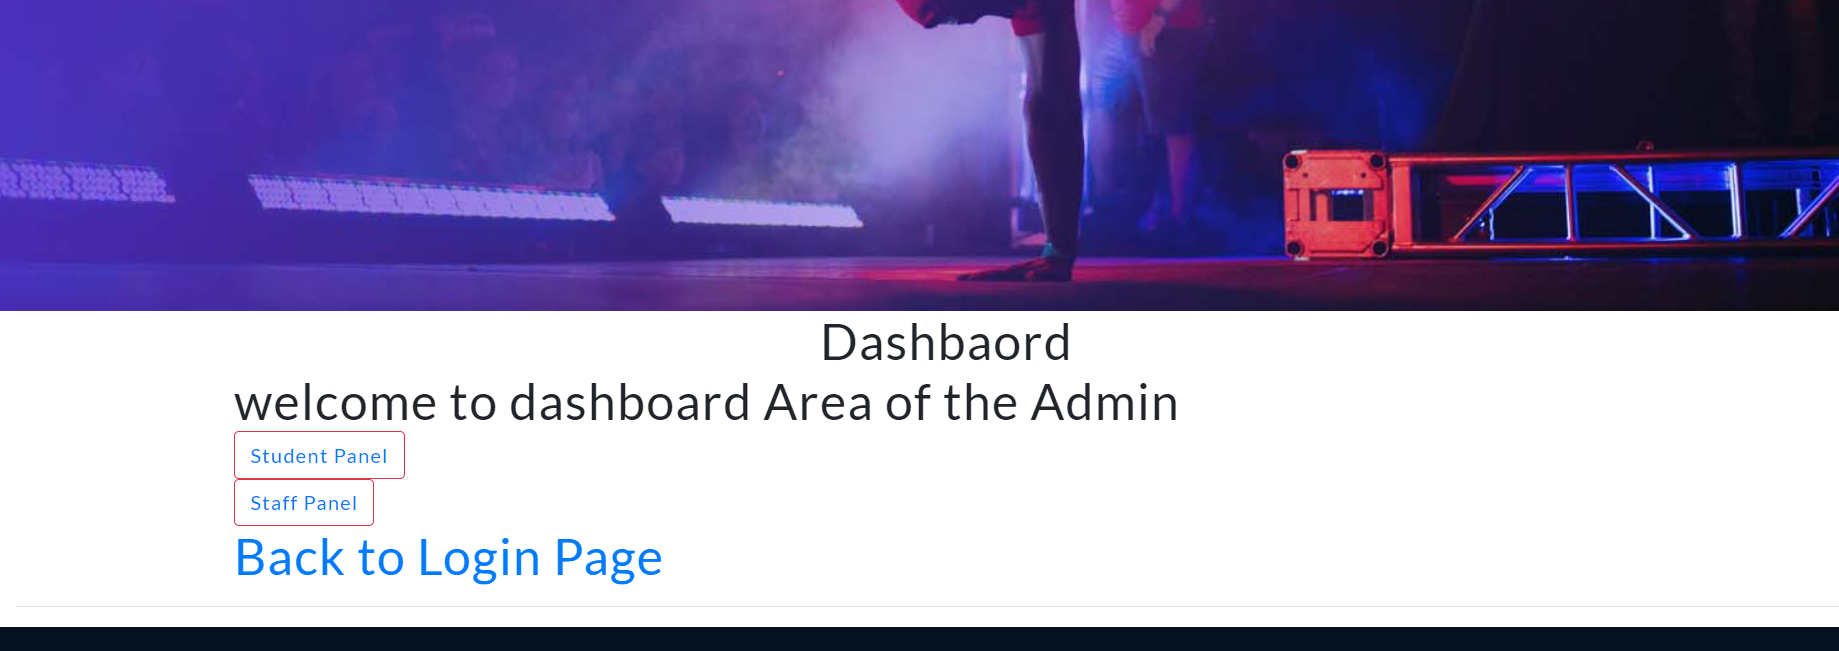 Dashbaord
welcome to dashboard Area of the Admin
Student Panel
Staff Panel
Back to Login Page